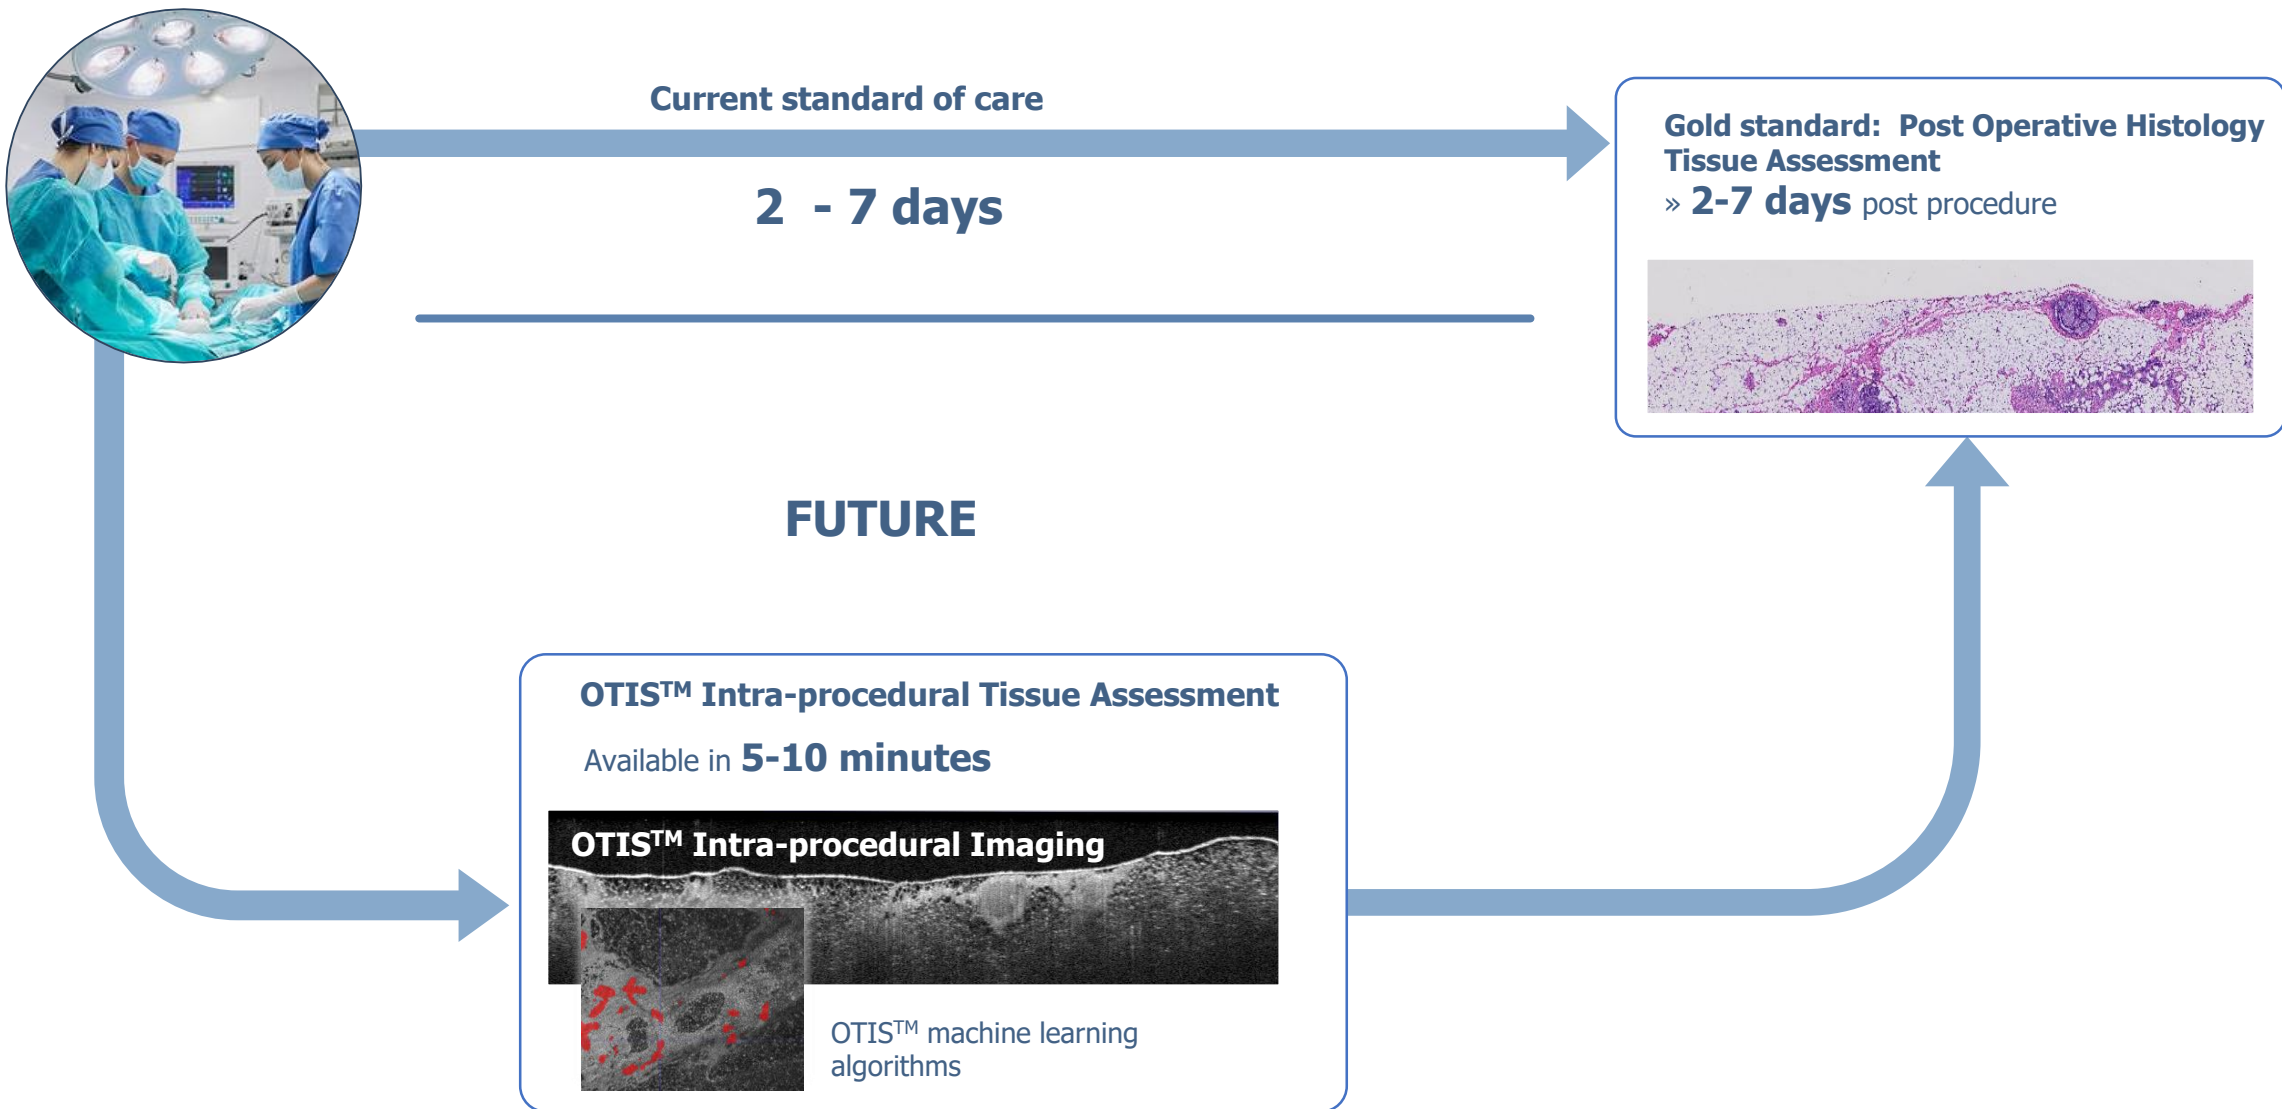 Current standard of care
2 - 7 days
Gold standard: Post Operative Histology
Tissue Assessment
» 2-7 days post procedure
FUTURE
OTIS™ Intra-procedural Tissue Assessment
Available in 5-10 minutes
OTIS™ Intra-procedural Imaging
OTIS™ machine learning
algorithms